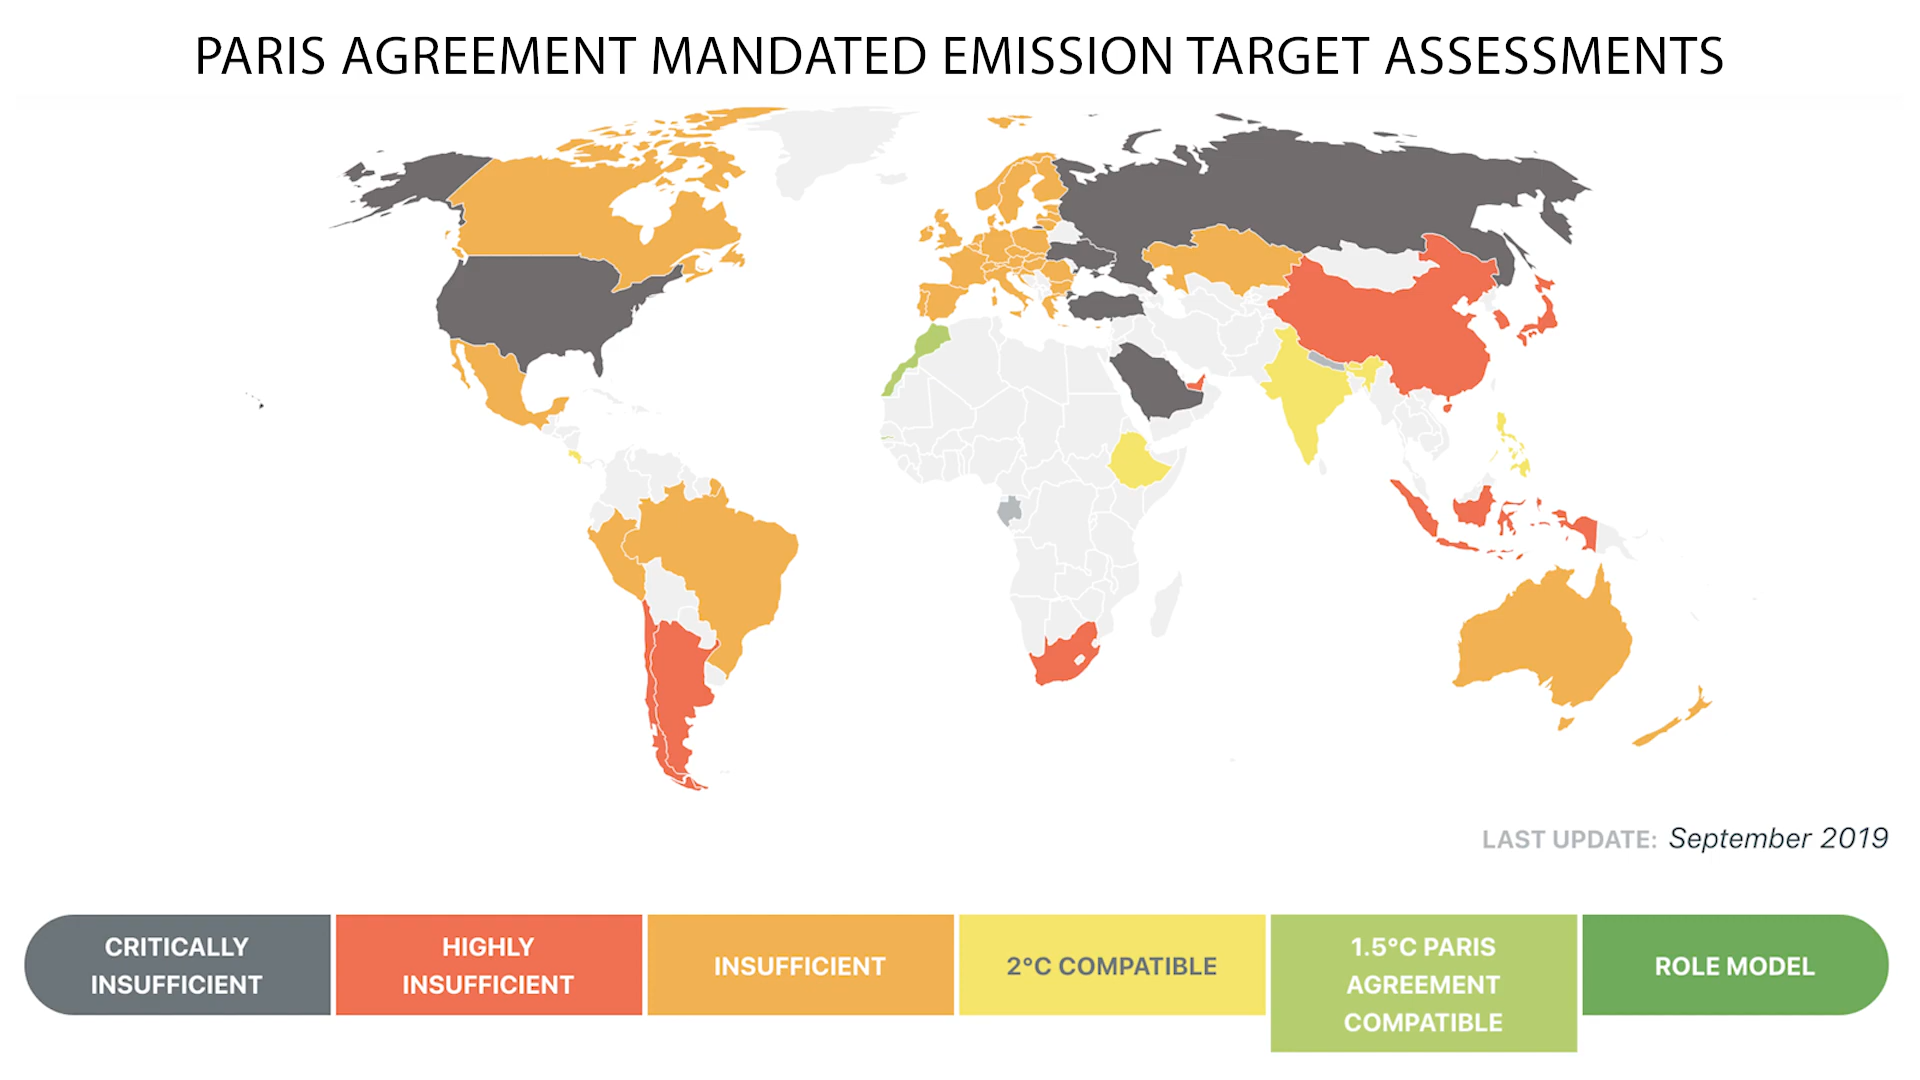 PARIS AGREEMENT MANDATED EMISSION TARGET ASSESSMENTS
LAST UPDATE: September 2019
CRITICALLY
INSUFFICIENT
HIGHLY
INSUFFICIENT
INSUFFICIENT
2°C COMPATIBLE
1.5°C PARIS
AGREEMENT
COMPATIBLE
ROLE MODEL